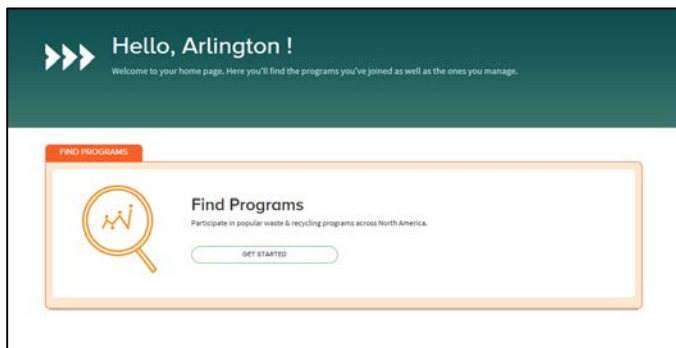 Hello, Arlington !
Welcome to your home page. Here you'll find the programs you've joined as well as the ones you manage.
FIND PROGRAMS
Find Programs
Participate in popular waste & recycling programs across North America.
GET STARTED